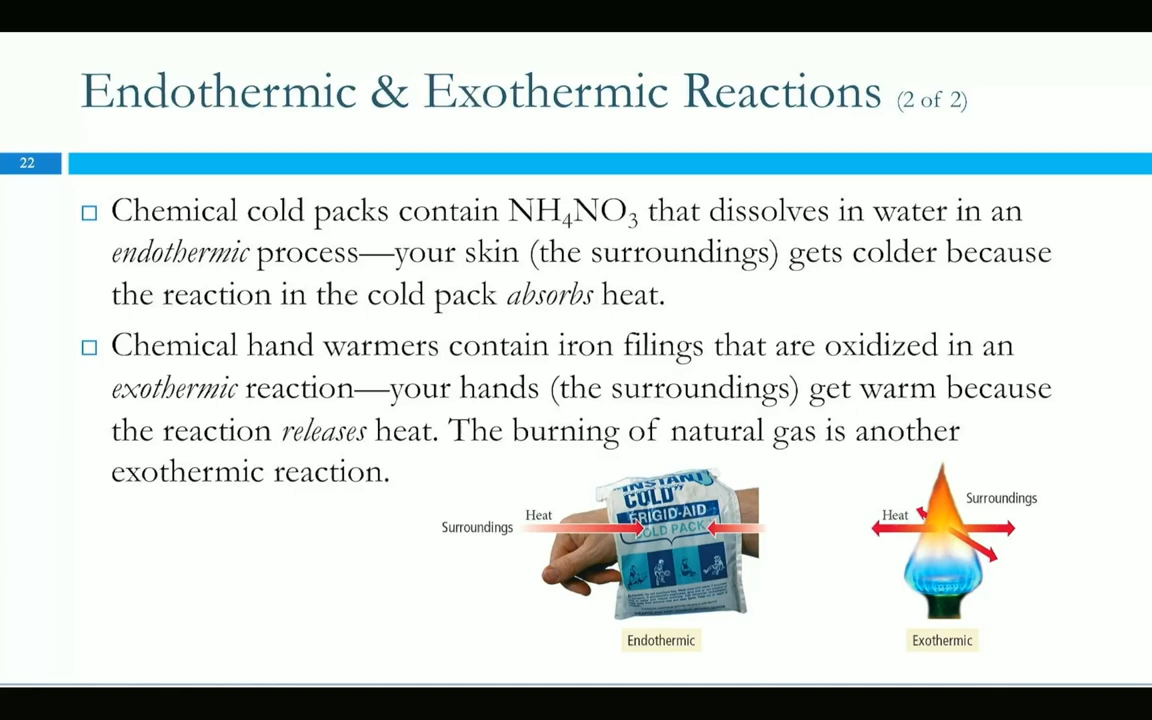 Endothermic & Exothermic Reactions (2 of 2)
22
Chemical cold packs contain NH₄NO₃ that dissolves in water in an
endothermic process—your skin (the surroundings) gets colder because
the reaction in the cold pack absorbs heat.
Chemical hand warmers contain iron filings that are oxidized in an
exothermic reaction—your hands (the surroundings) get warm because
the reaction releases heat. The burning of natural gas is another
exothermic reaction.
Surroundings
Heat
"INSTANT
COLD"
FRIGID-AID
COLD PACK
Endothermic
Heat
Surroundings
Exothermic